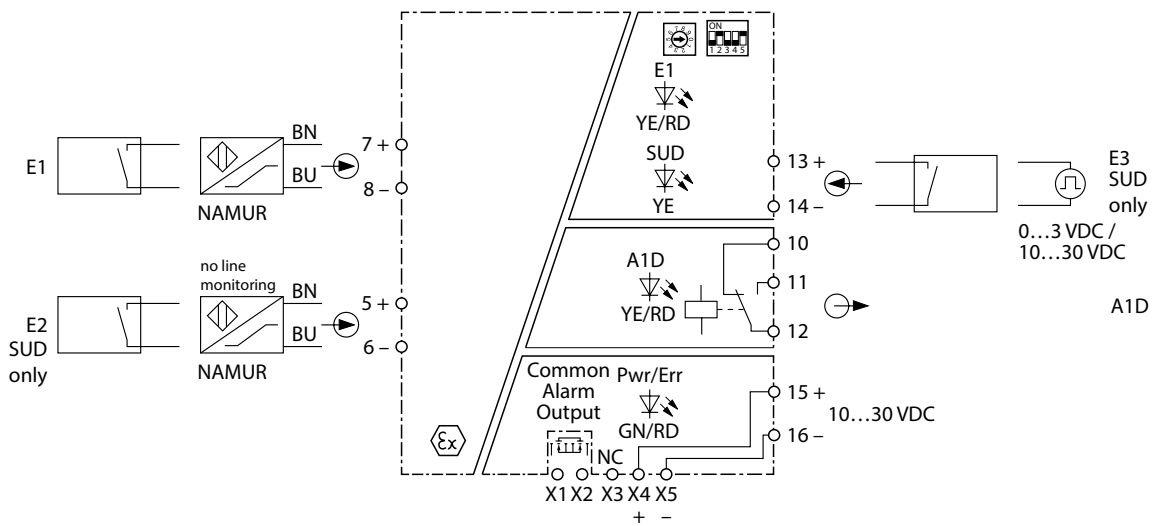 ON
1 2 3 4 5
E1
YE/RD
SUD
YE
E1
BN
BU
NAMUR
7 +
8 –
13 +
14 –
E3
SUD
only
0…3 VDC /
10…30 VDC
10
11
12
A1D
YE/RD
A1D
no line
monitoring
E2
SUD
only
BN
BU
NAMUR
5 +
6 –
Common
Alarm
Output
Pwr/Err
GN/RD
15 +
16 –
10…30 VDC
εx
NC
X1 X2 X3 X4 X5
+ –